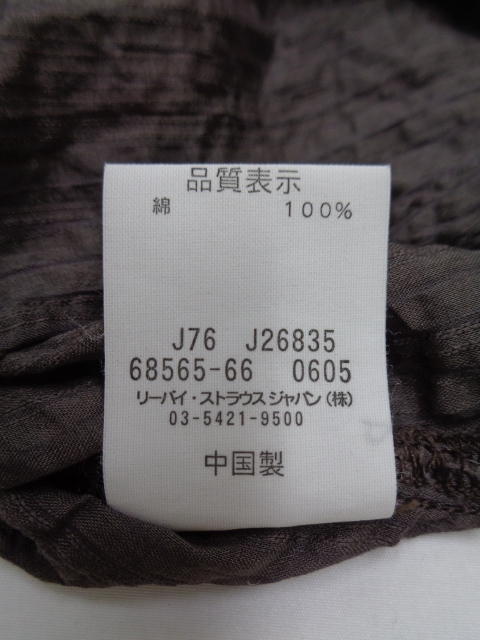 品質表示
綿 100%
J76 J26835
68565-66 0605
リーバイ・ストラウスジャパン(株)
03-5421-9500
中国製